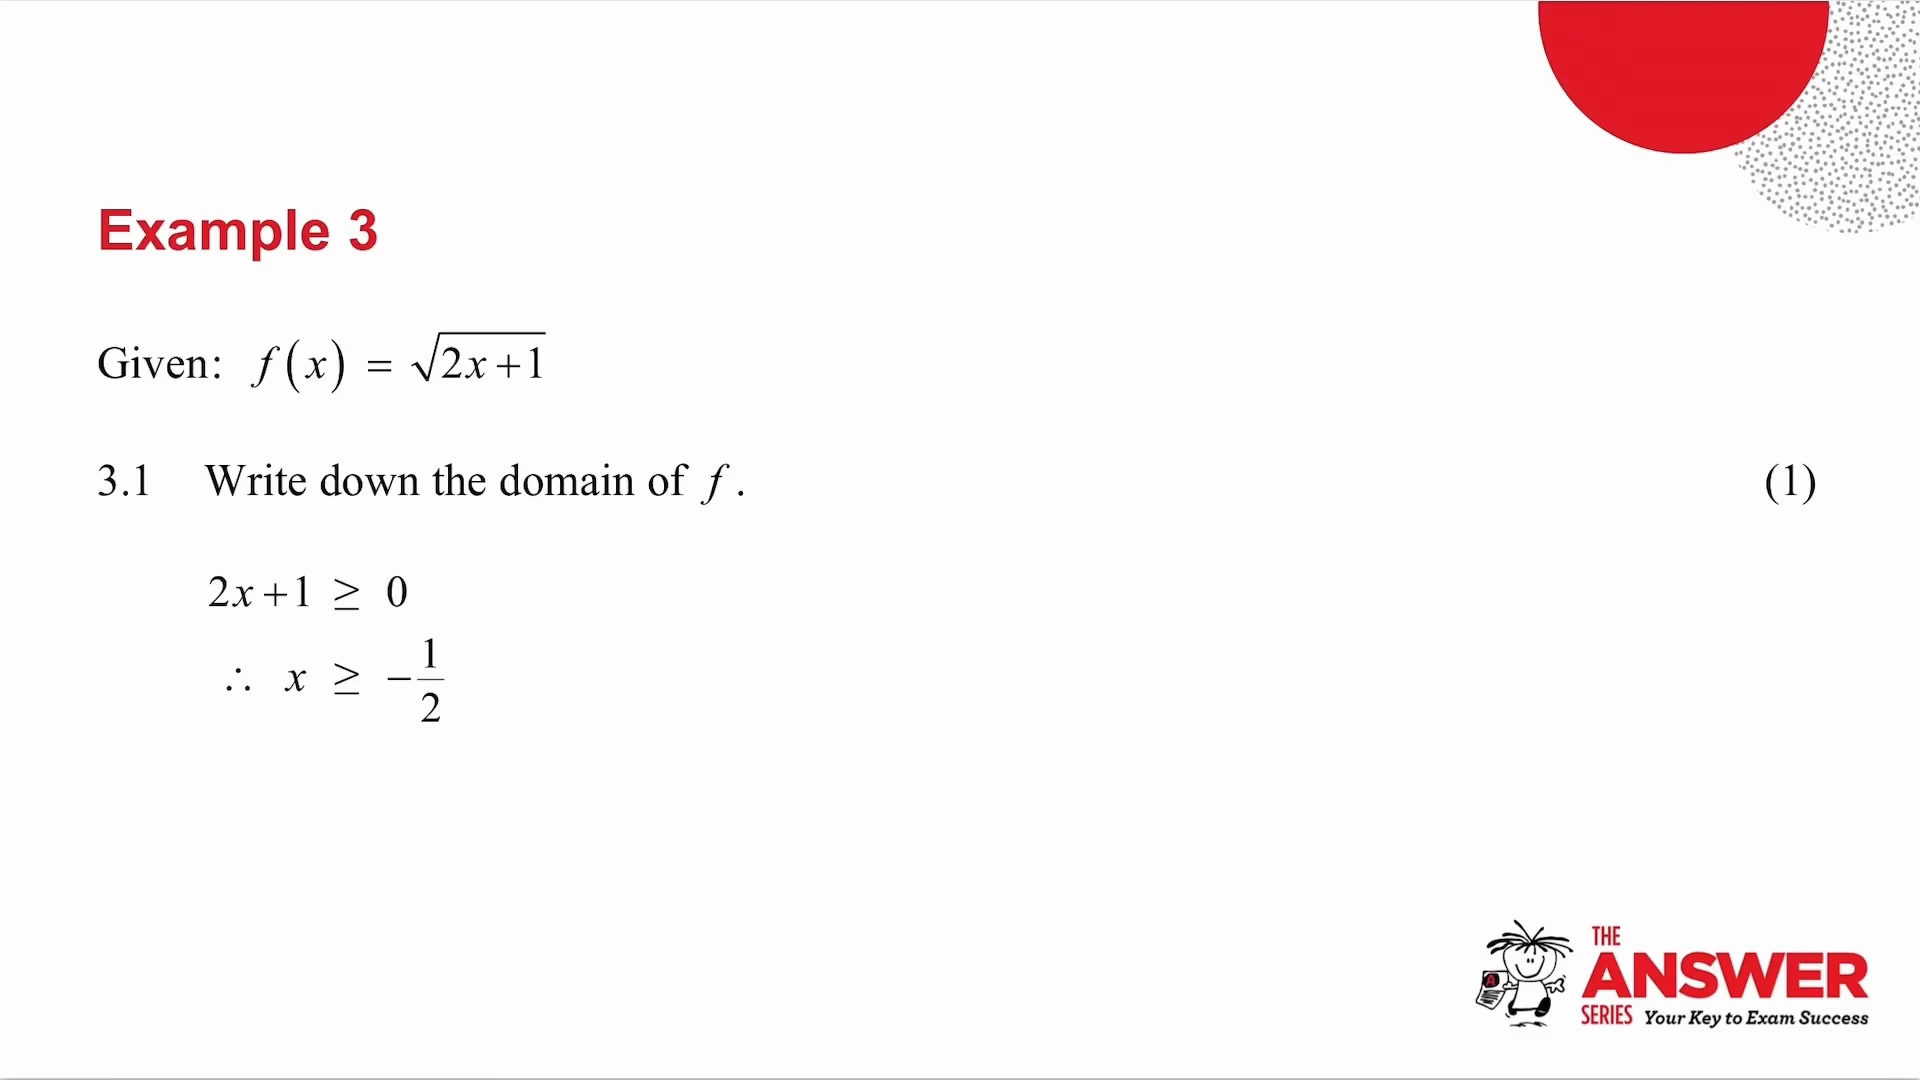 Example 3
Given: f(x) = √(2x+1)
3.1 Write down the domain of f. (1)
2x+1 ≥ 0
∴ x ≥ −1/2
THE
ANSWER
SERIES Your Key to Exam Success
A